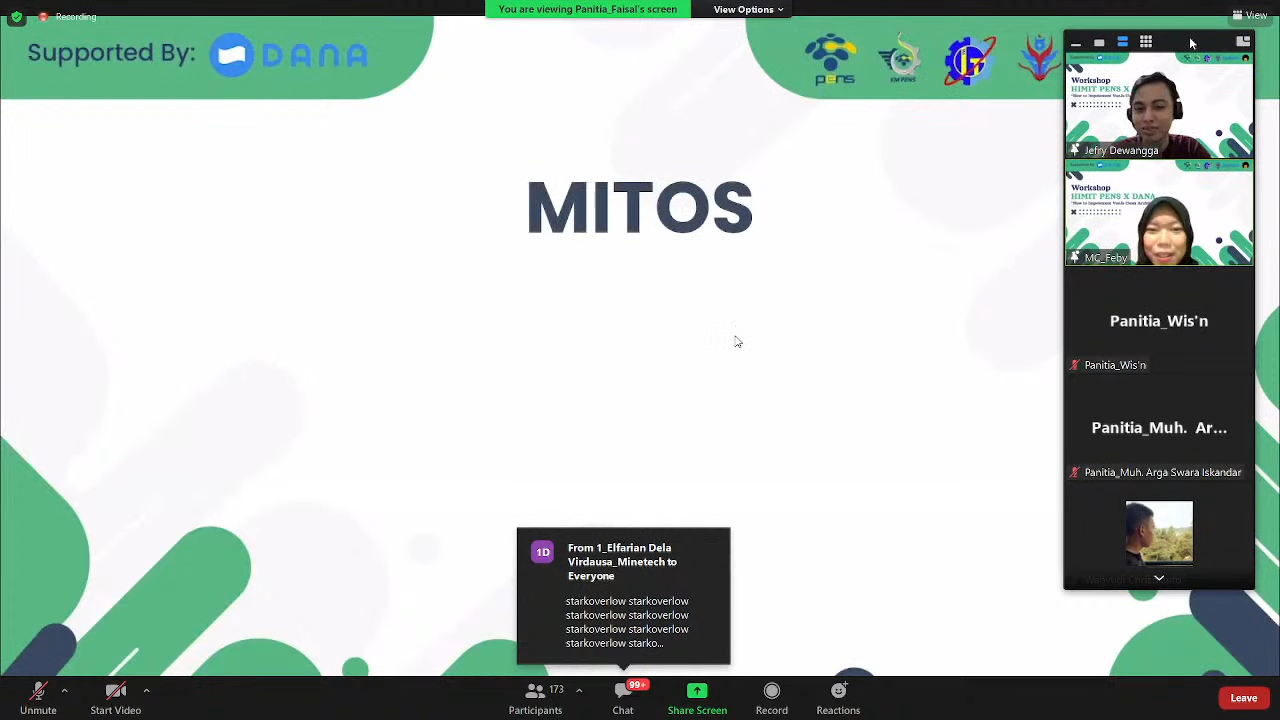 You are viewing Panitia_Faisal's screen
View Options
Recording
View
Supported By: DANA
pens
KM PENS
Workshop
HIMIT PENS X
Jefry Dewangga
MITOS
Workshop
HIMIT PENS X DANA
MC_Feby
Panitia_Wis'n
Panitia_Wis'n
Panitia_Muh. Ar...
Panitia_Muh. Arga Swara Iskandar
1D
From 1_Elfarian Dela
Virdausa_Minetech to
Everyone
starkoverlow starkoverlow
starkoverlow starkoverlow
starkoverlow starkoverlow
starkoverlow starko...
Unmute
Start Video
173
Participants
99+
Chat
Share Screen
Record
Reactions
Leave